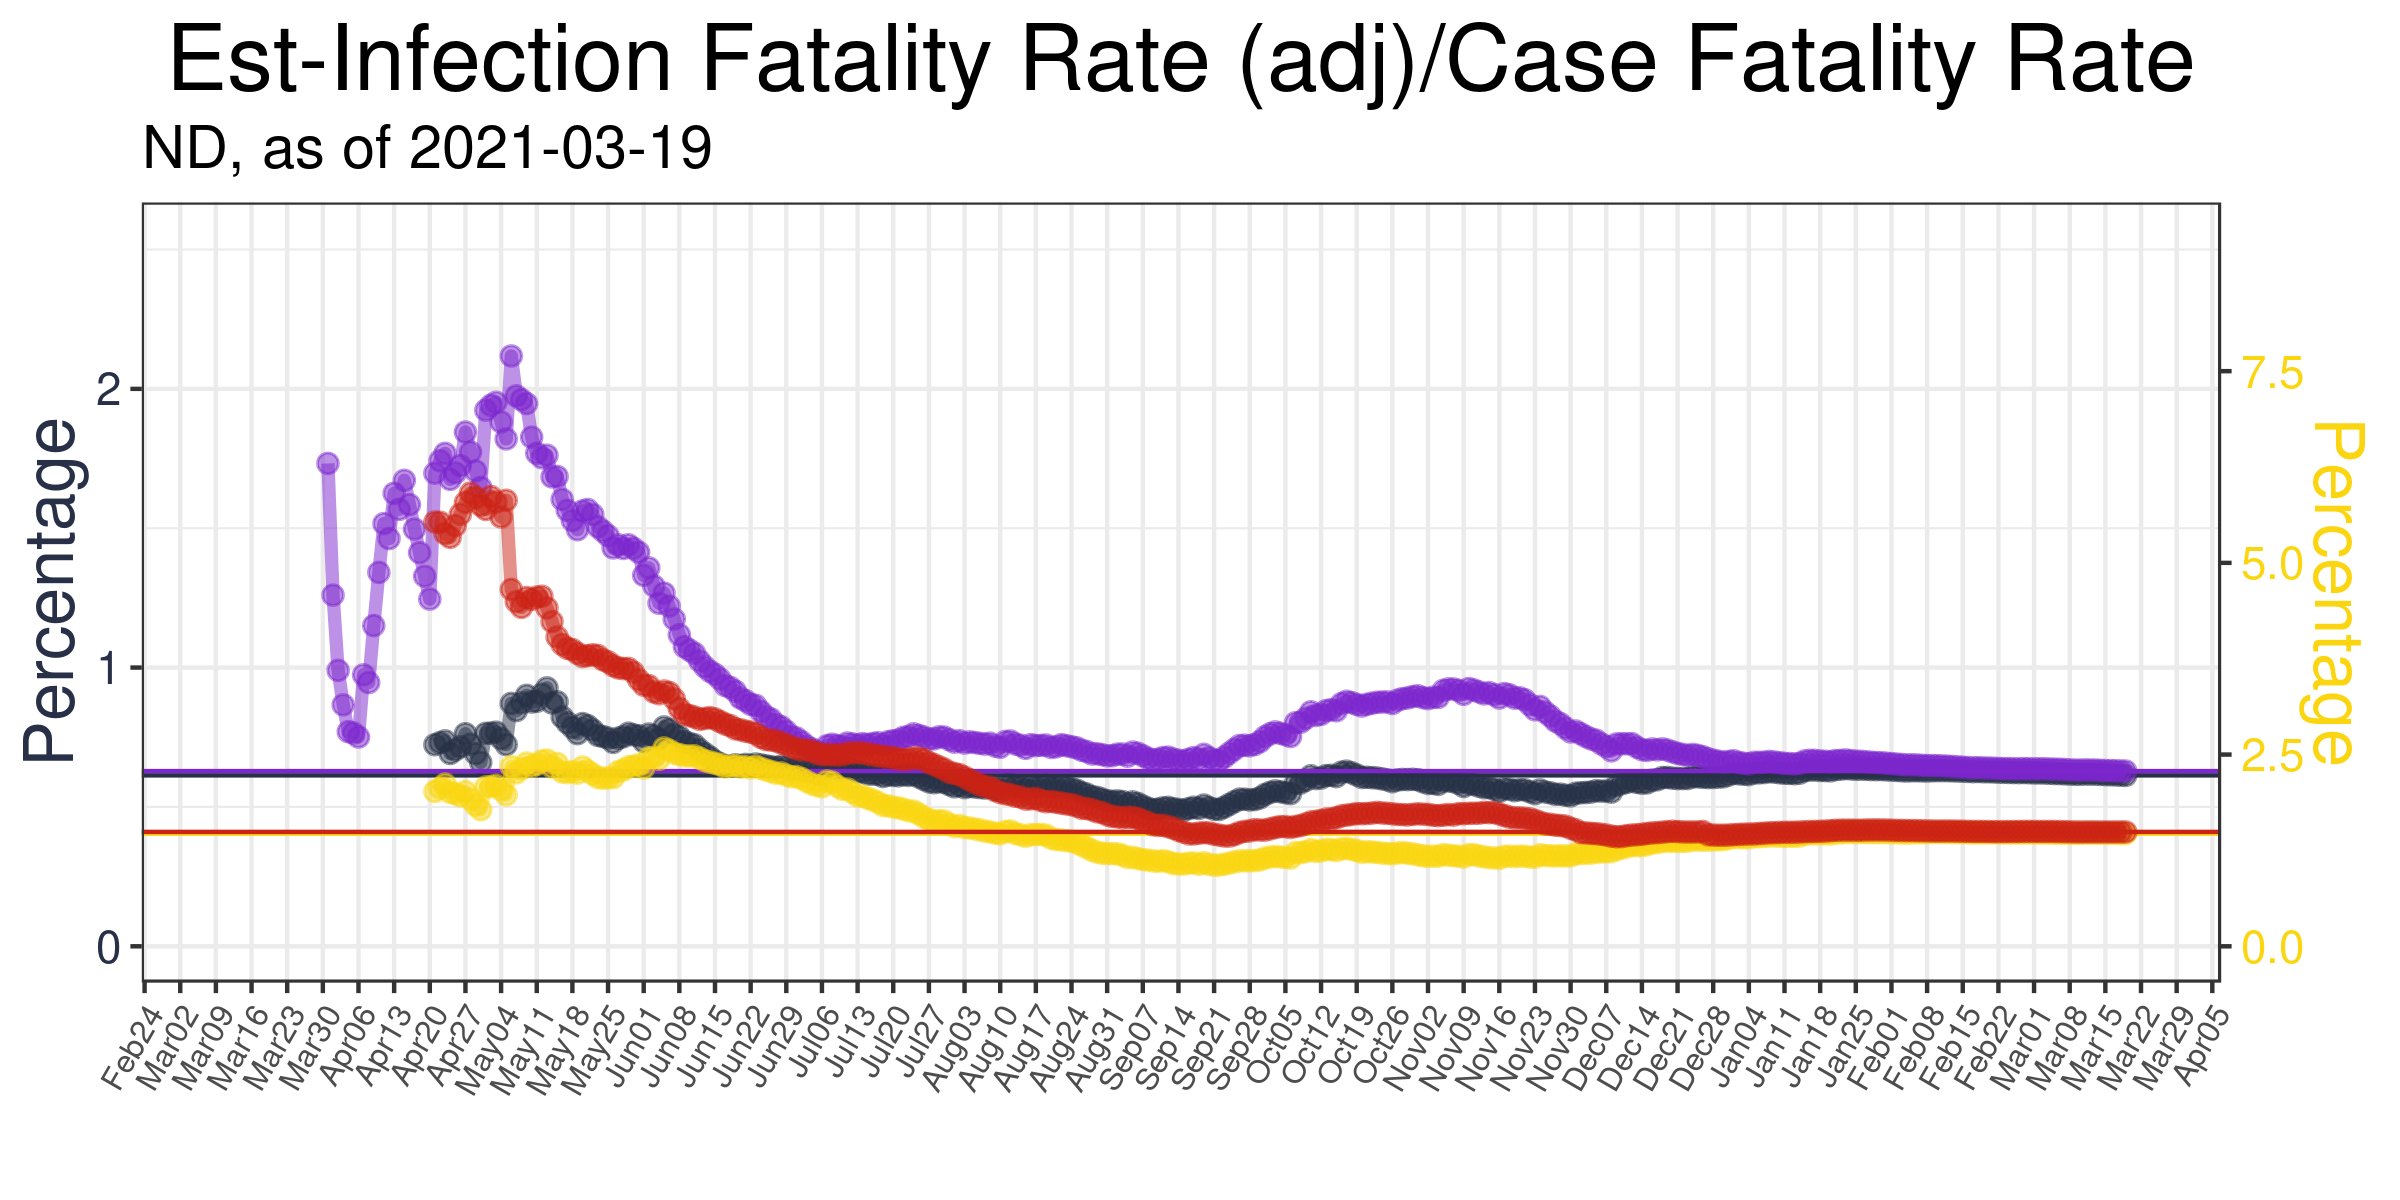 Est-Infection Fatality Rate (adj)/Case Fatality Rate
ND, as of 2021-03-19
Percentage
2
1
0
7.5
5.0
2.5
0.0
Percentage
Feb24
Mar02
Mar09
Mar16
Mar23
Mar30
Apr06
Apr13
Apr20
Apr27
May04
May11
May18
May25
Jun01
Jun08
Jun15
Jun22
Jun29
Jul06
Jul13
Jul20
Jul27
Aug03
Aug10
Aug17
Aug24
Aug31
Sep07
Sep14
Sep21
Sep28
Oct05
Oct12
Oct19
Oct26
Nov02
Nov09
Nov16
Nov23
Nov30
Dec07
Dec14
Dec21
Dec28
Jan04
Jan11
Jan18
Jan25
Feb01
Feb08
Feb15
Feb22
Mar01
Mar08
Mar15
Mar22
Mar29
Apr05